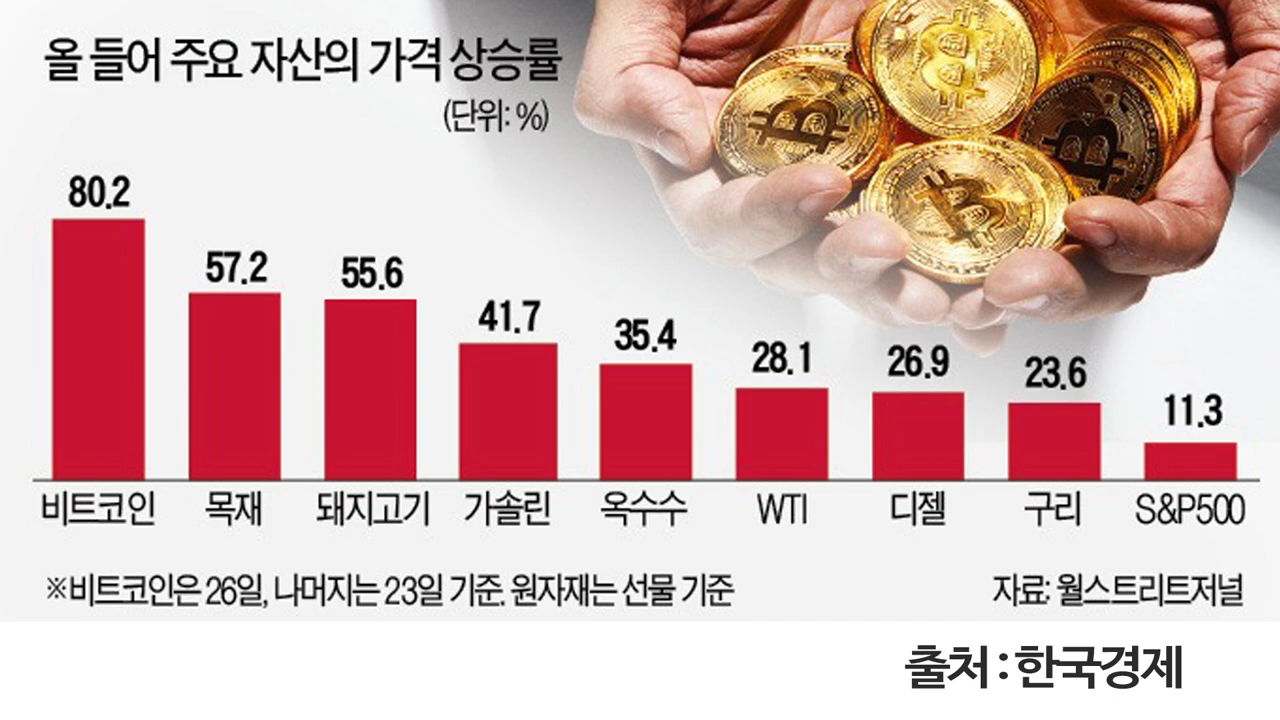 올 들어 주요 자산의 가격 상승률
(단위: %)
80.2
57.2
55.6
41.7
35.4
28.1
26.9
23.6
11.3
비트코인 목재 돼지고기 가솔린 옥수수 WTI 디젤 구리 S&P500
※비트코인은 26일, 나머지는 23일 기준. 원자재는 선물 기준 자료: 월스트리트저널
출처 : 한국경제